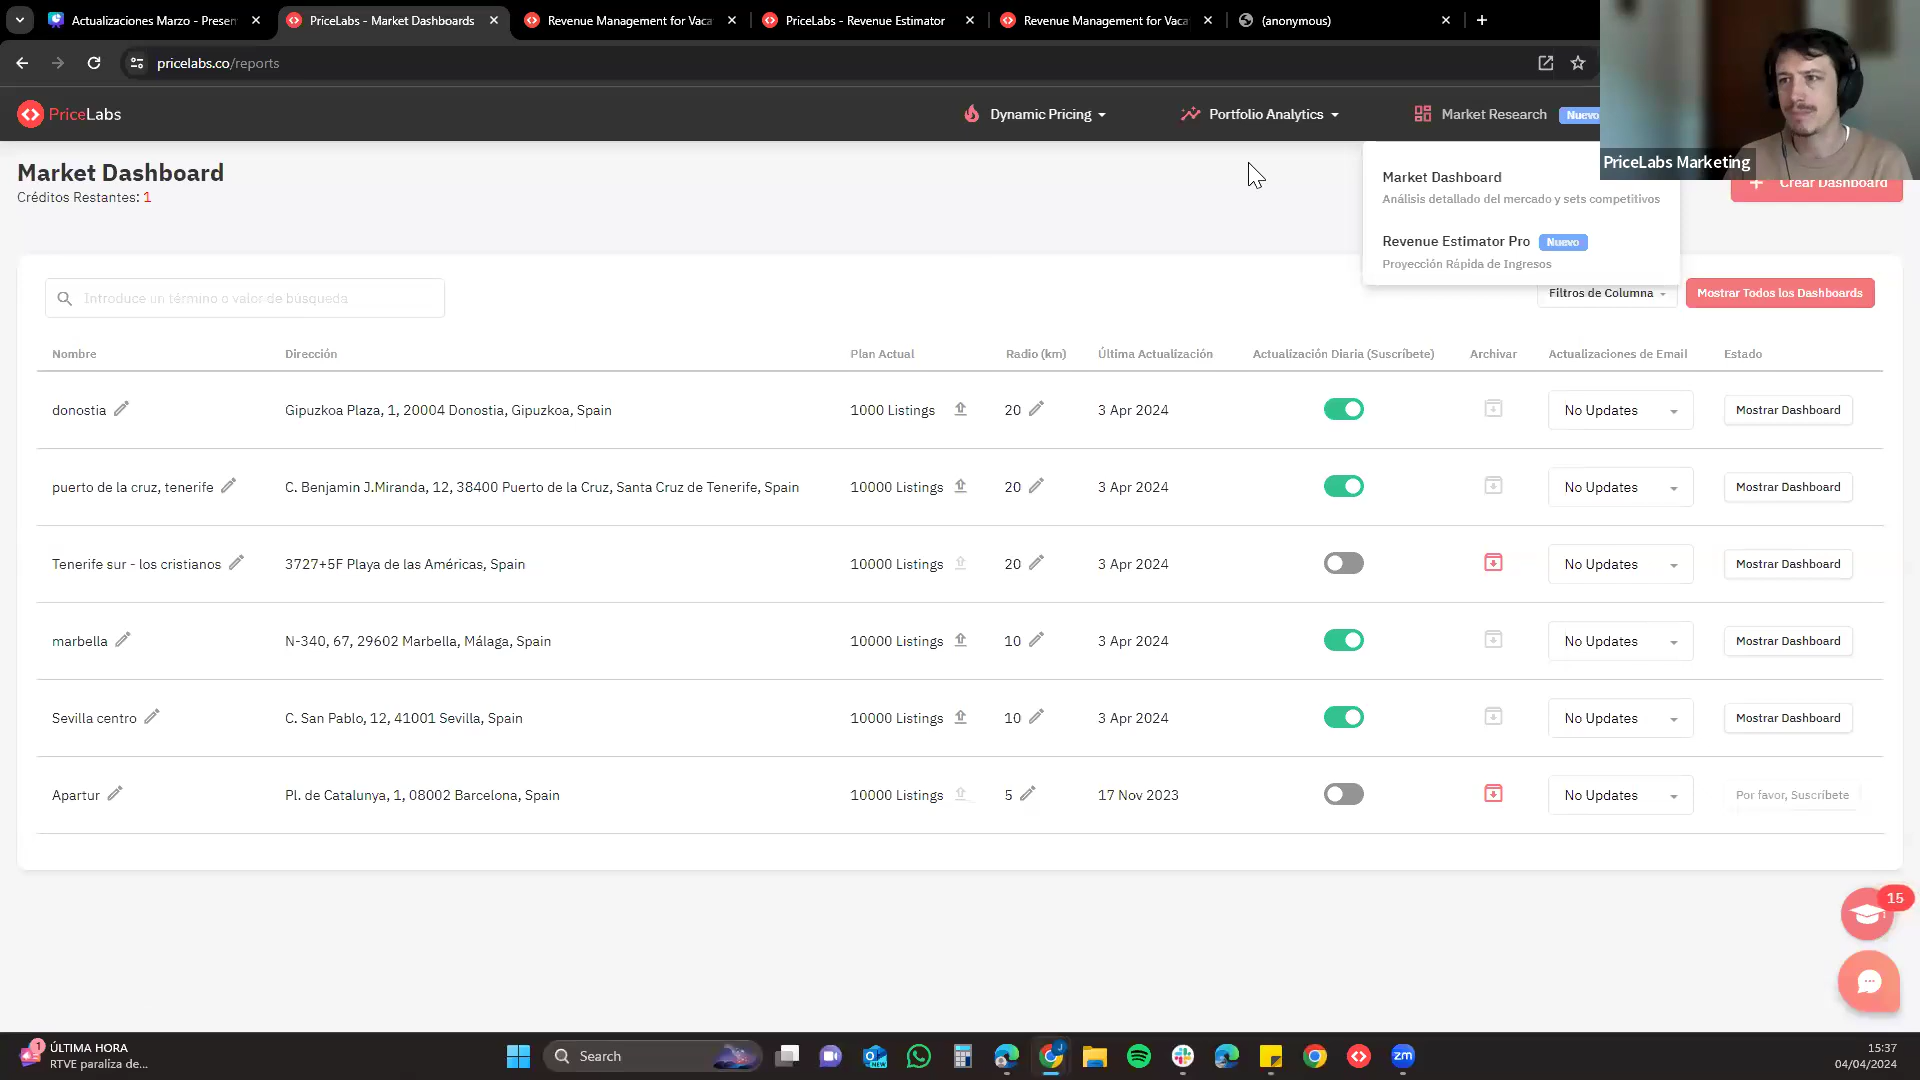 Actualizaciones Marzo - Presen
PriceLabs - Market Dashboards
Revenue Management for Vaca
PriceLabs - Revenue Estimator
Revenue Management for Vaca
(anonymous)
pricelabs.co/reports
PriceLabs
Dynamic Pricing
Portfolio Analytics
Market Research
Nuevo
PriceLabs Marketing
Market Dashboard
Créditos Restantes: 1
Market Dashboard
Análisis detallado del mercado y sets competitivos
Revenue Estimator Pro Nuevo
Proyección Rápida de Ingresos
Crear Dashboard
Introduce un término o valor de búsqueda
Filtros de Columna
Mostrar Todos los Dashboards
Nombre Dirección Plan Actual Radio (km) Última Actualización Actualización Diaria (Suscríbete) Archivar Actualizaciones de Email Estado
donostia Gipuzkoa Plaza, 1, 20004 Donostia, Gipuzkoa, Spain 1000 Listings 20 3 Apr 2024 No Updates Mostrar Dashboard
puerto de la cruz, tenerife C. Benjamin J.Miranda, 12, 38400 Puerto de la Cruz, Santa Cruz de Tenerife, Spain 10000 Listings 20 3 Apr 2024 No Updates Mostrar Dashboard
Tenerife sur - los cristianos 3727+5F Playa de las Américas, Spain 10000 Listings 20 3 Apr 2024 No Updates Mostrar Dashboard
marbella N-340, 67, 29602 Marbella, Málaga, Spain 10000 Listings 10 3 Apr 2024 No Updates Mostrar Dashboard
Sevilla centro C. San Pablo, 12, 41001 Sevilla, Spain 10000 Listings 10 3 Apr 2024 No Updates Mostrar Dashboard
Apartur Pl. de Catalunya, 1, 08002 Barcelona, Spain 10000 Listings 5 17 Nov 2023 No Updates Por favor, Suscríbete
15
1
ÚLTIMA HORA
RTVE paraliza de...
Search
NEW
J
zm
15:37
04/04/2024